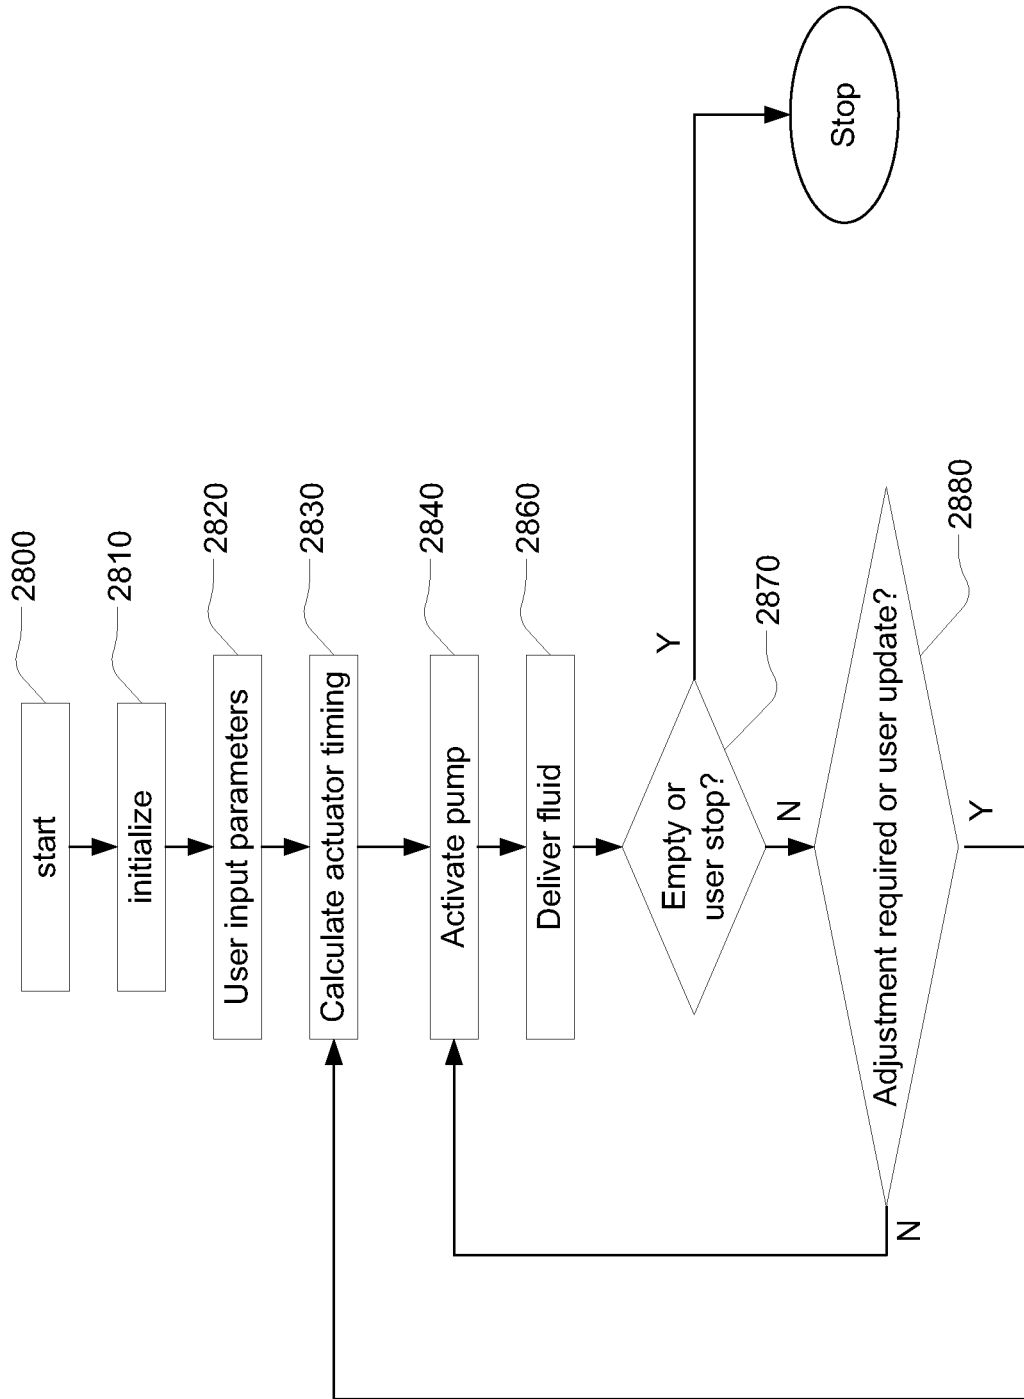 start
2800
initialize
2810
User input parameters
2820
Calculate actuator timing
2830
Activate pump
2840
Deliver fluid
2860
Empty or
user stop?
2870
Y
Stop
N
Adjustment required or user update?
2880
N
Y